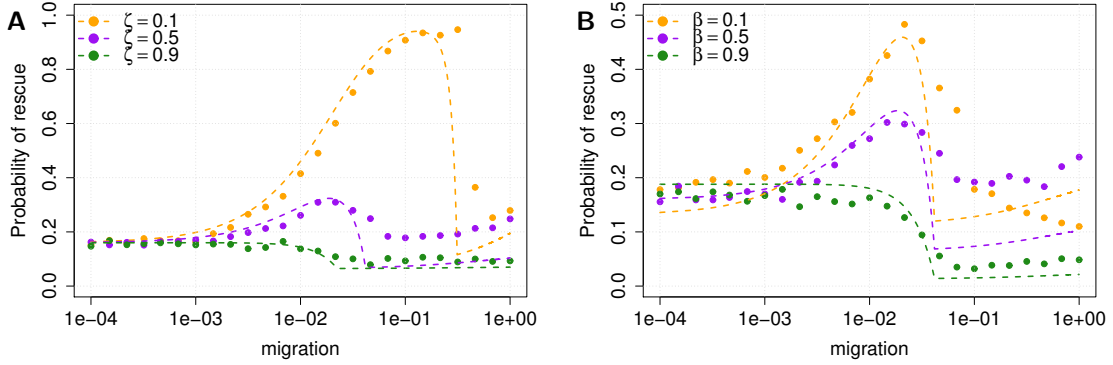 A
B
ζ = 0.1
ζ = 0.5
ζ = 0.9
Probability of rescue
0.0
0.2
0.4
0.6
0.8
1.0
1e−04
1e−03
1e−02
1e−01
1e+00
migration
β = 0.1
β = 0.5
β = 0.9
Probability of rescue
0.0
0.1
0.2
0.3
0.4
0.5
1e−04
1e−03
1e−02
1e−01
1e+00
migration